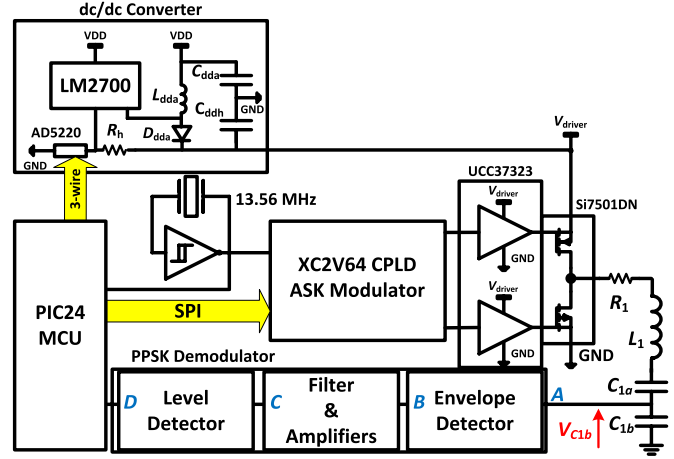 dc/dc Converter
VDD
VDD
LM2700
Cdda
Ldda
GND
Cddh
AD5220
Rh
Ddda
GND
Vdriver
3-wire
13.56 MHz
UCC37323
Vdriver
Si7501DN
GND
XC2V64 CPLD
ASK Modulator
PIC24
MCU
SPI
Vdriver
GND
R1
L1
GND
PPSK Demodulator
D
Level
Detector
C
Filter
&
Amplifiers
B
Envelope
Detector
A
C1a
C1b
VC1b